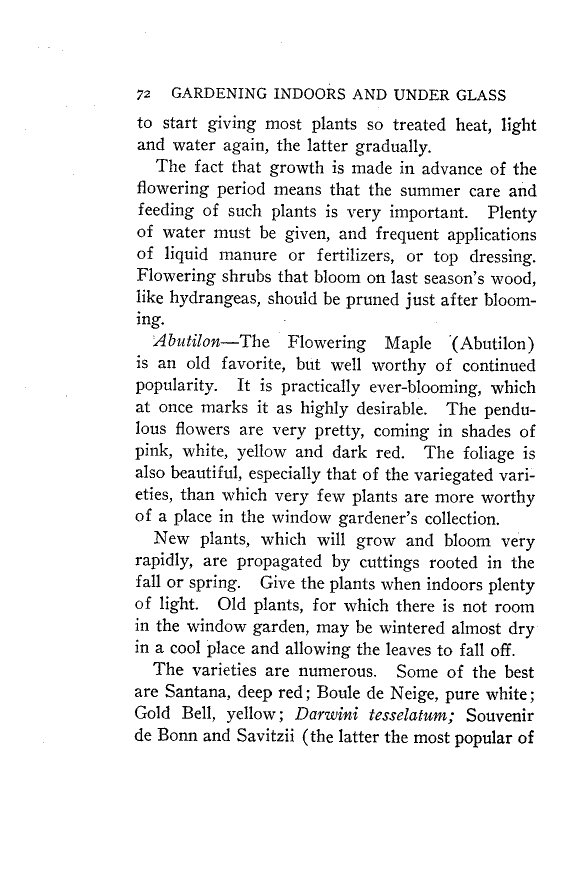 72 GARDENING INDOORS AND UNDER GLASS
to start giving most plants so treated heat, light
and water again, the latter gradually.
The fact that growth is made in advance of the
flowering period means that the summer care and
feeding of such plants is very important. Plenty
of water must be given, and frequent applications
of liquid manure or fertilizers, or top dressing.
Flowering shrubs that bloom on last season's wood,
like hydrangeas, should be pruned just after bloom-
ing.
Abutilon—The Flowering Maple (Abutilon)
is an old favorite, but well worthy of continued
popularity. It is practically ever-blooming, which
at once marks it as highly desirable. The pendu-
lous flowers are very pretty, coming in shades of
pink, white, yellow and dark red. The foliage is
also beautiful, especially that of the variegated vari-
eties, than which very few plants are more worthy
of a place in the window gardener's collection.
New plants, which will grow and bloom very
rapidly, are propagated by cuttings rooted in the
fall or spring. Give the plants when indoors plenty
of light. Old plants, for which there is not room
in the window garden, may be wintered almost dry
in a cool place and allowing the leaves to fall off.
The varieties are numerous. Some of the best
are Santana, deep red; Boule de Neige, pure white;
Gold Bell, yellow; Darwini tesselatum; Souvenir
de Bonn and Savitzii (the latter the most popular of